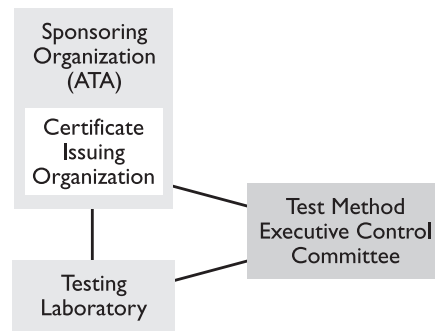 Sponsoring
Organization
(ATA)
Certificate
Issuing
Organization
Test Method
Executive Control
Committee
Testing
Laboratory